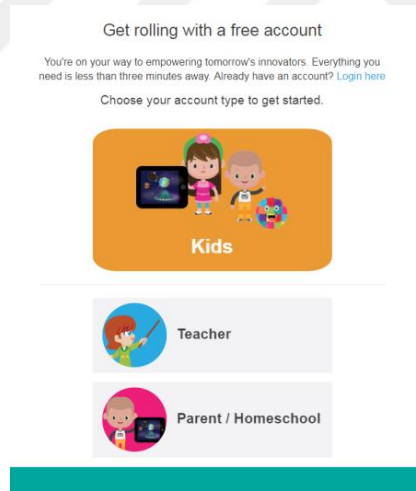 Get rolling with a free account
You're on your way to empowering tomorrow's innovators. Everything you
need is less than three minutes away. Already have an account? Login here
Choose your account type to get started.
Kids
Teacher
Parent / Homeschool